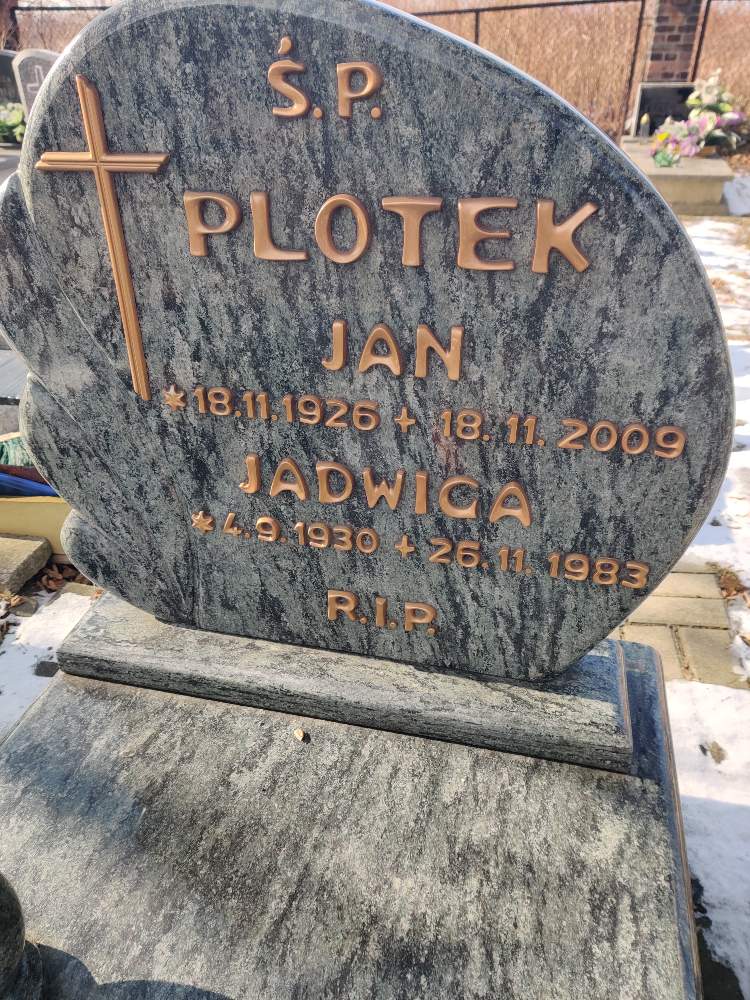 Ś.P.
PLOTEK
JAN
*18.11.1926 + 18.11.2009
JADWIGA
*4.9.1930 + 26.11.1983
R.I.P.